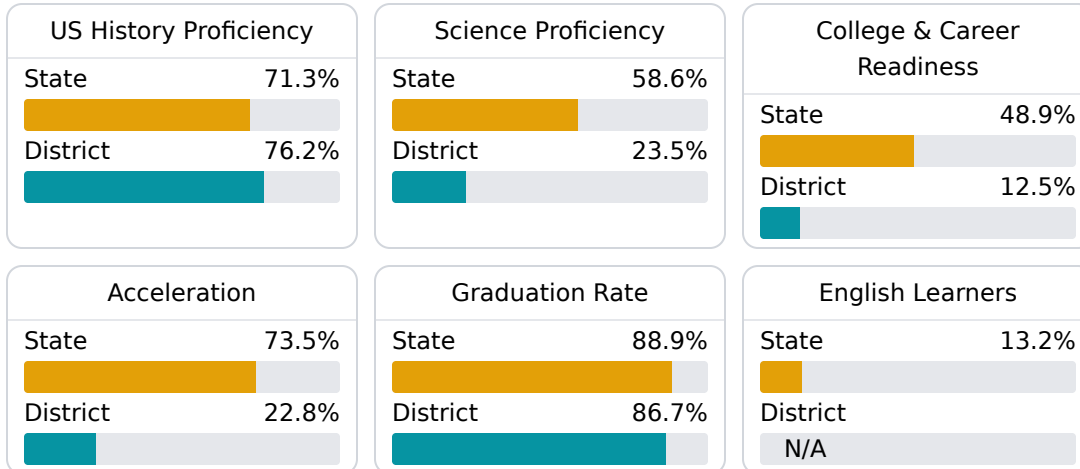 US History Proficiency
State 71.3%
District 76.2%
Science Proficiency
State 58.6%
District 23.5%
College & Career
Readiness
State 48.9%
District 12.5%
Acceleration
State 73.5%
District 22.8%
Graduation Rate
State 88.9%
District 86.7%
English Learners
State 13.2%
District
N/A